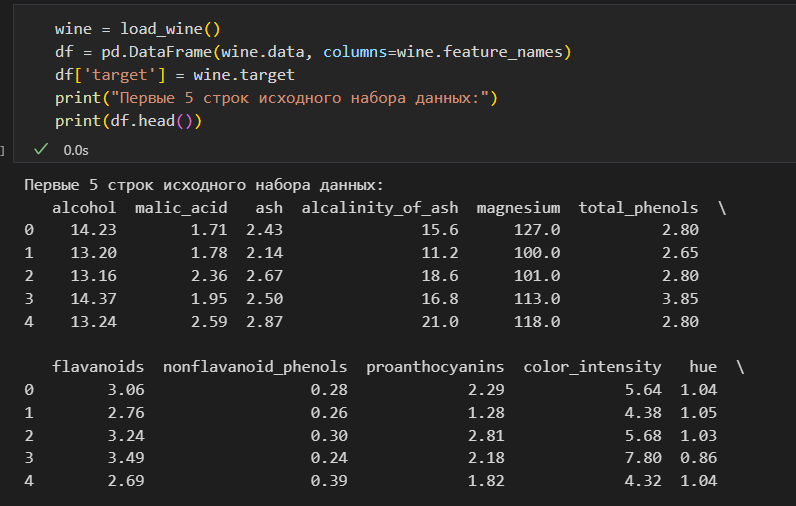 wine = load_wine()
df = pd.DataFrame(wine.data, columns=wine.feature_names)
df['target'] = wine.target
print("Первые 5 строк исходного набора данных:")
print(df.head())
] ✓ 0.0s
Первые 5 строк исходного набора данных:
   alcohol  malic_acid   ash  alcalinity_of_ash  magnesium  total_phenols  \
0    14.23        1.71  2.43               15.6      127.0           2.80
1    13.20        1.78  2.14               11.2      100.0           2.65
2    13.16        2.36  2.67               18.6      101.0           2.80
3    14.37        1.95  2.50               16.8      113.0           3.85
4    13.24        2.59  2.87               21.0      118.0           2.80
   flavanoids  nonflavanoid_phenols  proanthocyanins  color_intensity   hue  \
0        3.06                  0.28             2.29             5.64  1.04
1        2.76                  0.26             1.28             4.38  1.05
2        3.24                  0.30             2.81             5.68  1.03
3        3.49                  0.24             2.18             7.80  0.86
4        2.69                  0.39             1.82             4.32  1.04